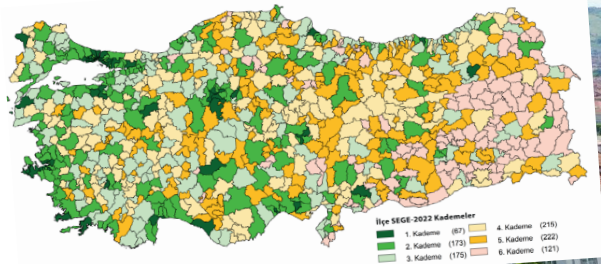 İlçe SEGE-2022 Kademeler
1. Kademe (67)
2. Kademe (173)
3. Kademe (175)
4. Kademe (215)
5. Kademe (222)
6. Kademe (121)